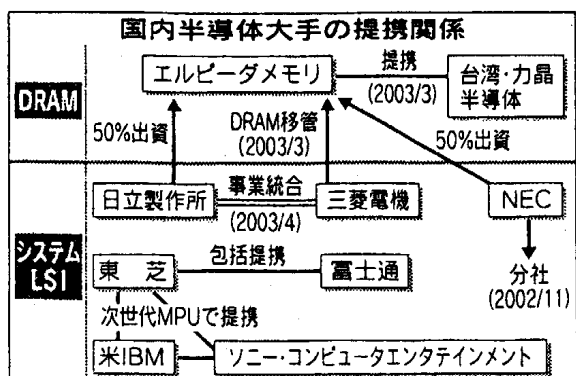 国内半導体大手の提携関係
DRAM
エルピーダメモリ
提携
(2003/3)
台湾・力晶
半導体
50%出資
DRAM移管
(2003/3)
50%出資
システム
LSI
日立製作所
事業統合
(2003/4)
三菱電機
NEC
分社
(2002/11)
東芝
包括提携
富士通
次世代MPUで提携
米IBM
ソニー・コンピュータエンタテインメント